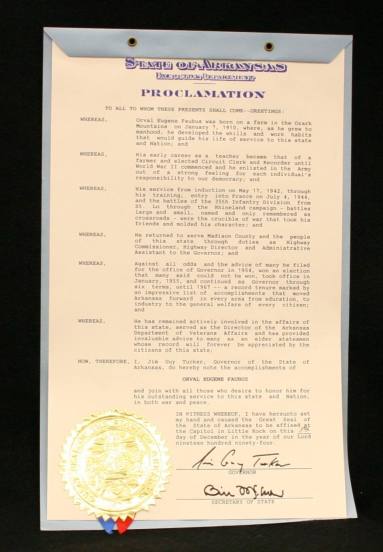 STATE OF ARKANSAS
EXECUTIVE DEPARTMENT
PROCLAMATION
TO ALL TO WHOM THESE PRESENTS SHALL COME--GREETINGS:
WHEREAS, Orval Eugene Faubus was born on a farm in the Ozark
Mountains on January 7, 1910, where, as he grew to
manhood, he developed the skills and work habits
that would guide his life of service to this state
and Nation; and
WHEREAS, His early career as a teacher became that of a
farmer and elected Circuit Clerk and Recorder until
World War II commenced and he enlisted in the Army
out of a strong feeling for each individual's
responsibility to our democracy; and
WHEREAS, His service from induction on May 17, 1942, through
his training, entry into France on July 4, 1944,
and the battles of the 35th Infantry Division from
St. Lo through the Rhineland campaign - battles
large and small, named and only remembered as
crossroads - were the crucible of war that took his
friends and molded his character; and
WHEREAS, He returned to serve Madison County and the people
of this state through duties as Highway
Commissioner, Highway Director and Administrative
Assistant to the Governor; and
WHEREAS, Against all odds and the advice of many he filed
for the office of Governor in 1954, won an election
that many said could not be won, took office in
January, 1955, and continued as Governor through
six terms, until 1967 - a record tenure marked by
an impressive list of accomplishments that moved
Arkansas forward in every area from education, to
industry to the general welfare of every citizen;
and
WHEREAS, He has remained actively involved in the affairs of
this state, served as the Director of the Arkansas
Department of Veterans Affairs and has provided
invaluable advice to many as an elder statesman
whose record will forever be appreciated by the
citizens of this state;
NOW, THEREFORE, I, Jim Guy Tucker, Governor of the State of
Arkansas, do hereby note the accomplishments of
ORVAL EUGENE FAUBUS
and join with all those who desire to honor him for
his outstanding service to this state and Nation,
in both war and peace.
IN WITNESS WHEREOF, I have hereunto set
my hand and caused the Great Seal of
the State of Arkansas to be affixed at
the Capitol in Little Rock on this
day of December in the year of our Lord
nineteen hundred ninety-four.
Jim Guy Tucker
GOVERNOR
SECRETARY OF STATE